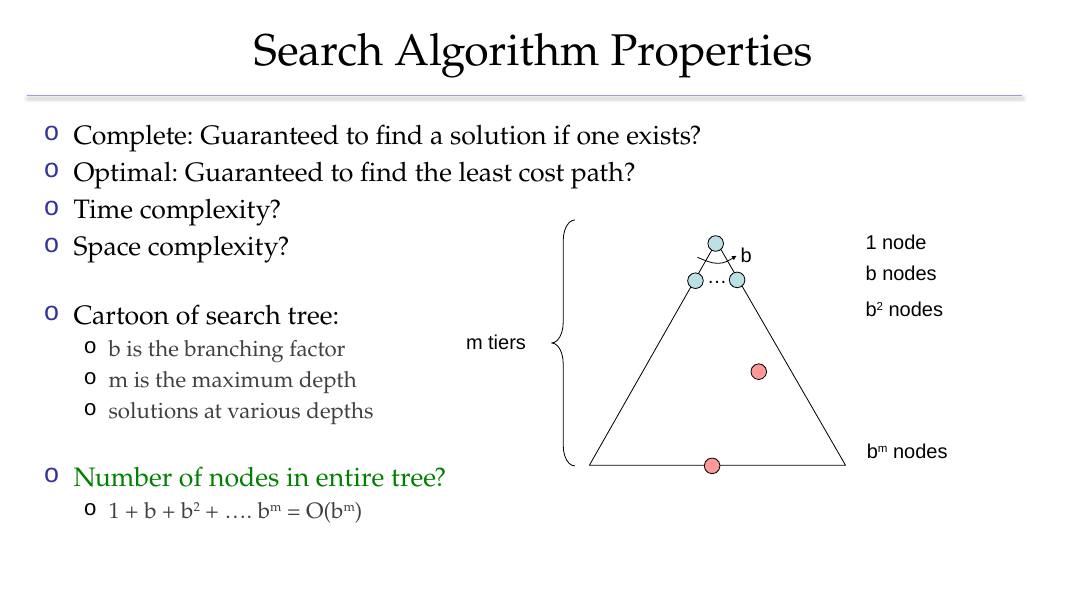 Search Algorithm Properties
o Complete: Guaranteed to find a solution if one exists?
o Optimal: Guaranteed to find the least cost path?
o Time complexity?
o Space complexity?
o Cartoon of search tree:
o b is the branching factor
o m is the maximum depth
o solutions at various depths
o Number of nodes in entire tree?
o 1 + b + b² + …. bᵐ = O(bᵐ)
m tiers
b
…
1 node
b nodes
b² nodes
bᵐ nodes